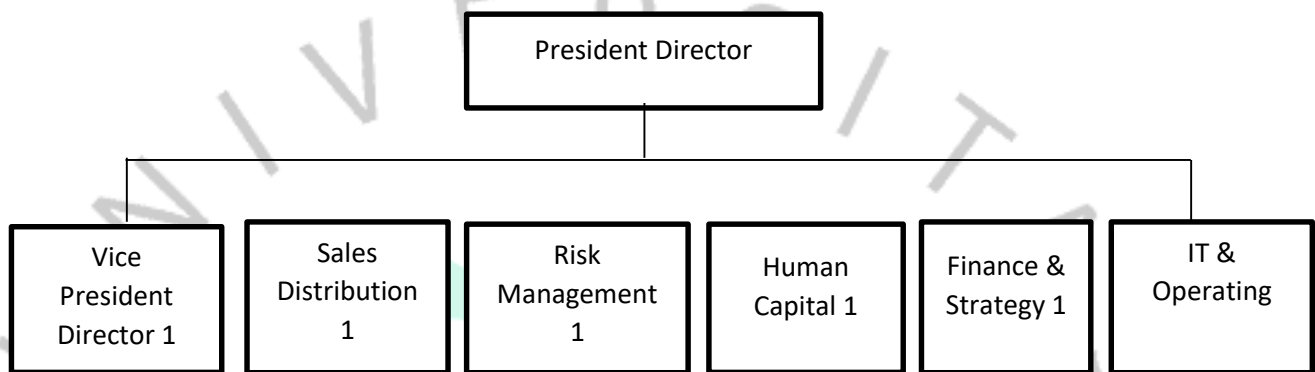 President Director
Vice
President
Director 1
Sales
Distribution
1
Risk
Management
1
Human
Capital 1
Finance &
Strategy 1
IT &
Operating